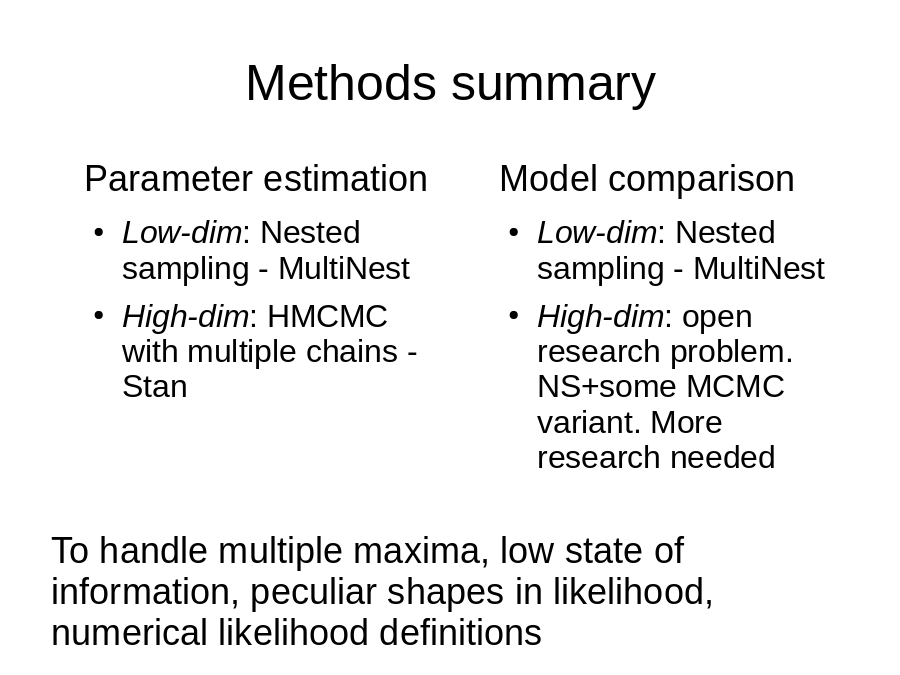 Methods summary
Parameter estimation
• Low-dim: Nested
sampling - MultiNest
• High-dim: HMCMC
with multiple chains -
Stan
Model comparison
• Low-dim: Nested
sampling - MultiNest
• High-dim: open
research problem.
NS+some MCMC
variant. More
research needed
To handle multiple maxima, low state of
information, peculiar shapes in likelihood,
numerical likelihood definitions